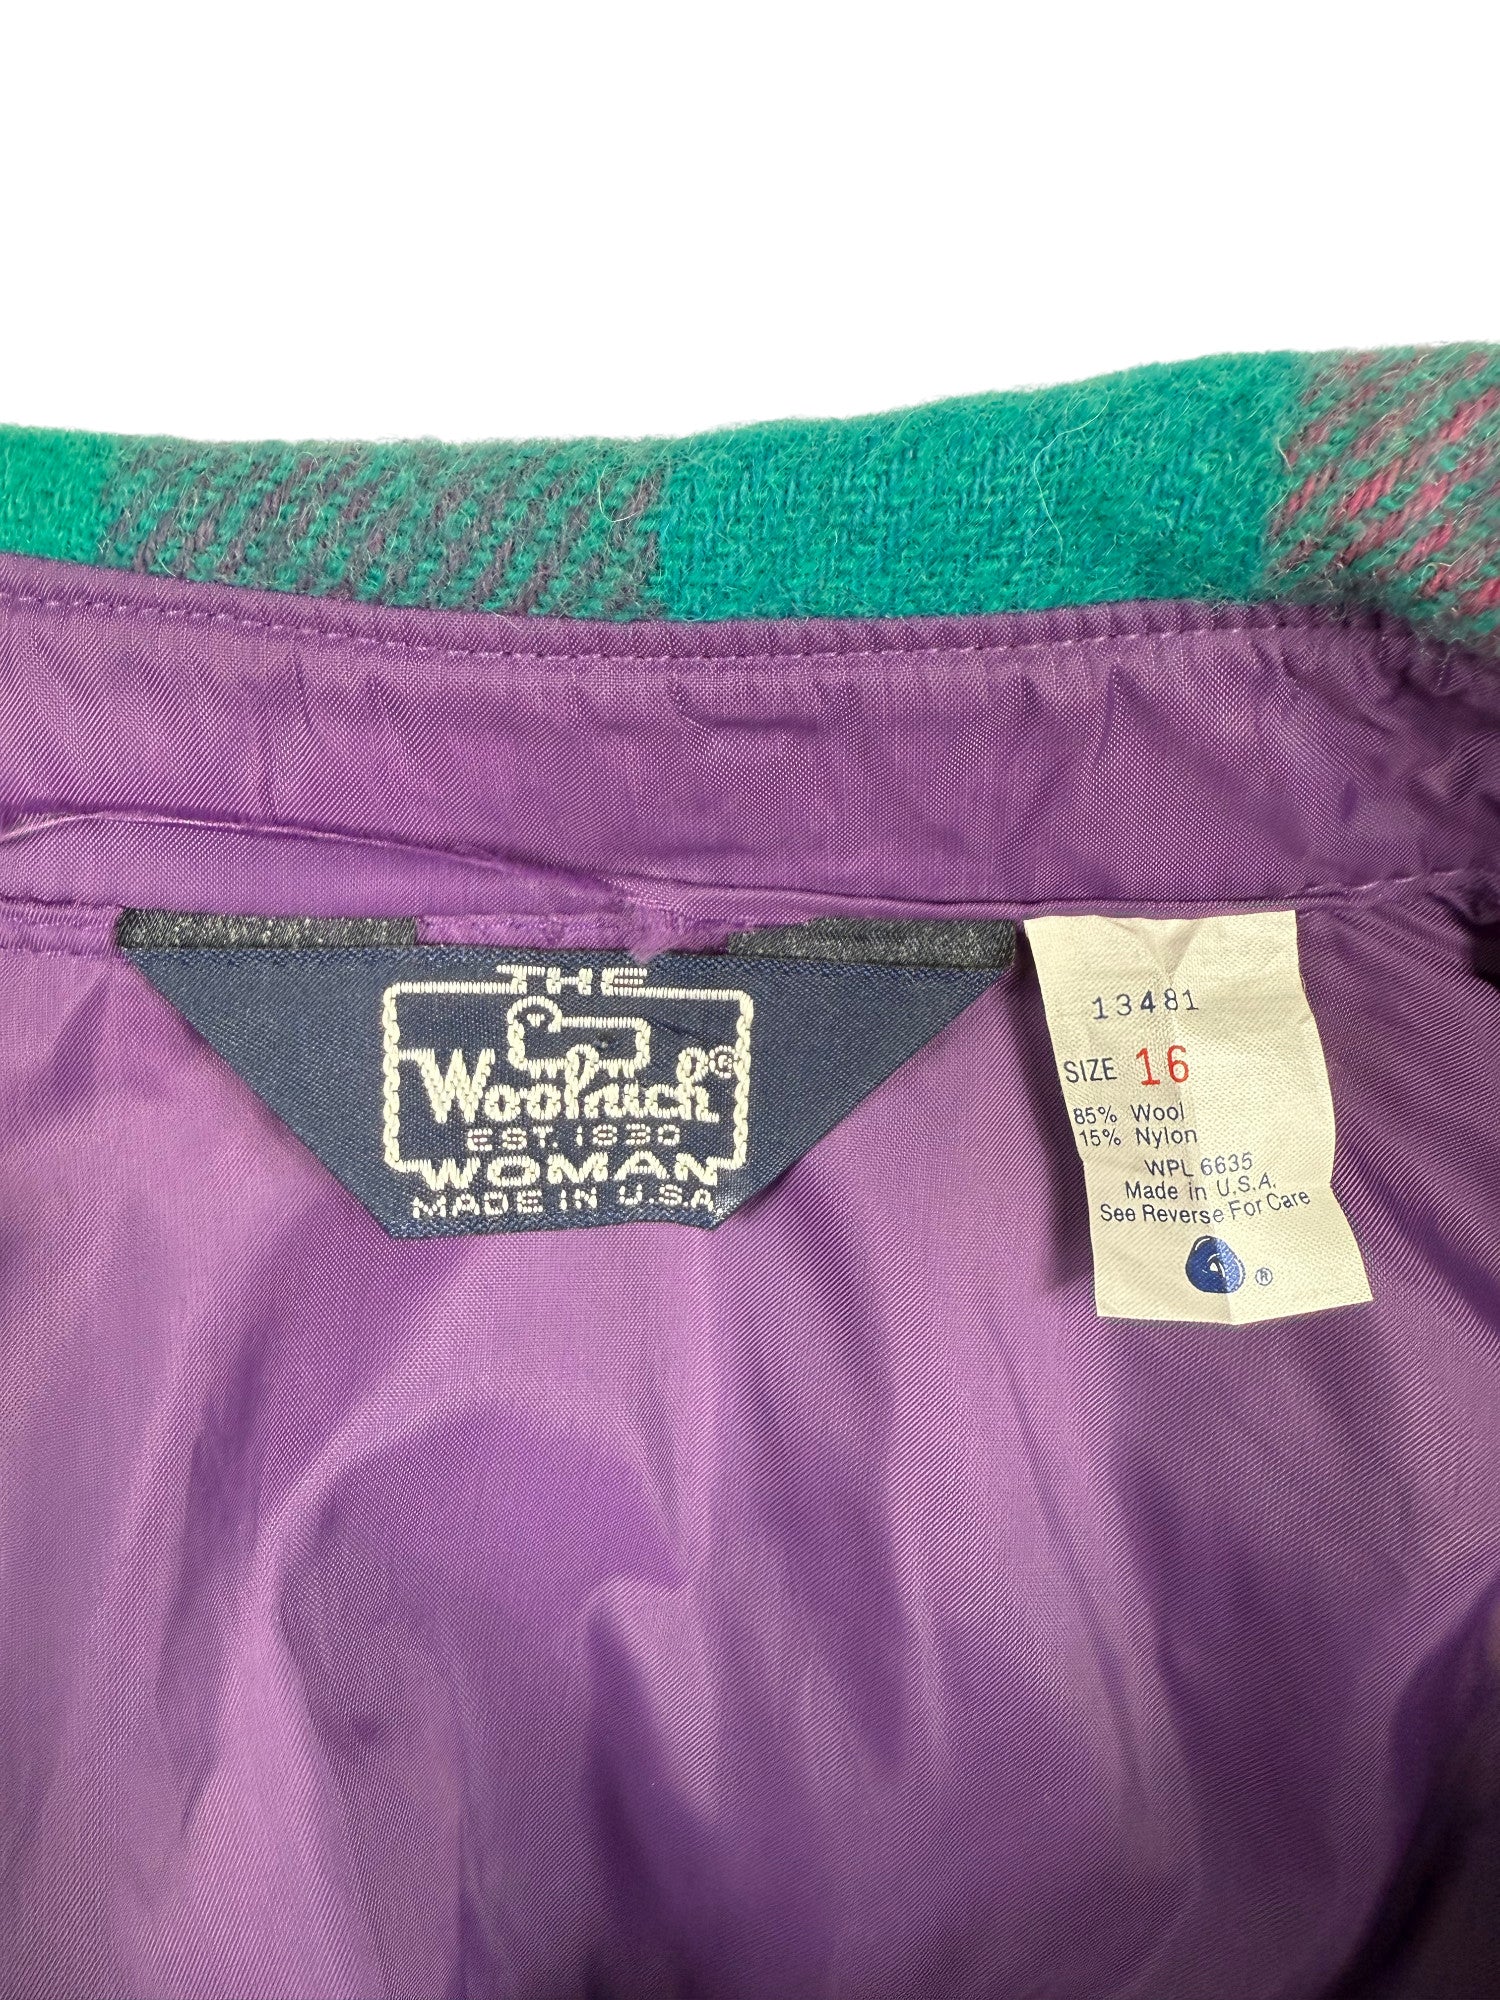 THE
Woolrich®
EST. 1830
WOMAN
MADE IN U.S.A.
13481
SIZE 16
85% Wool
15% Nylon
WPL 6635
Made in U.S.A.
See Reverse For Care
®